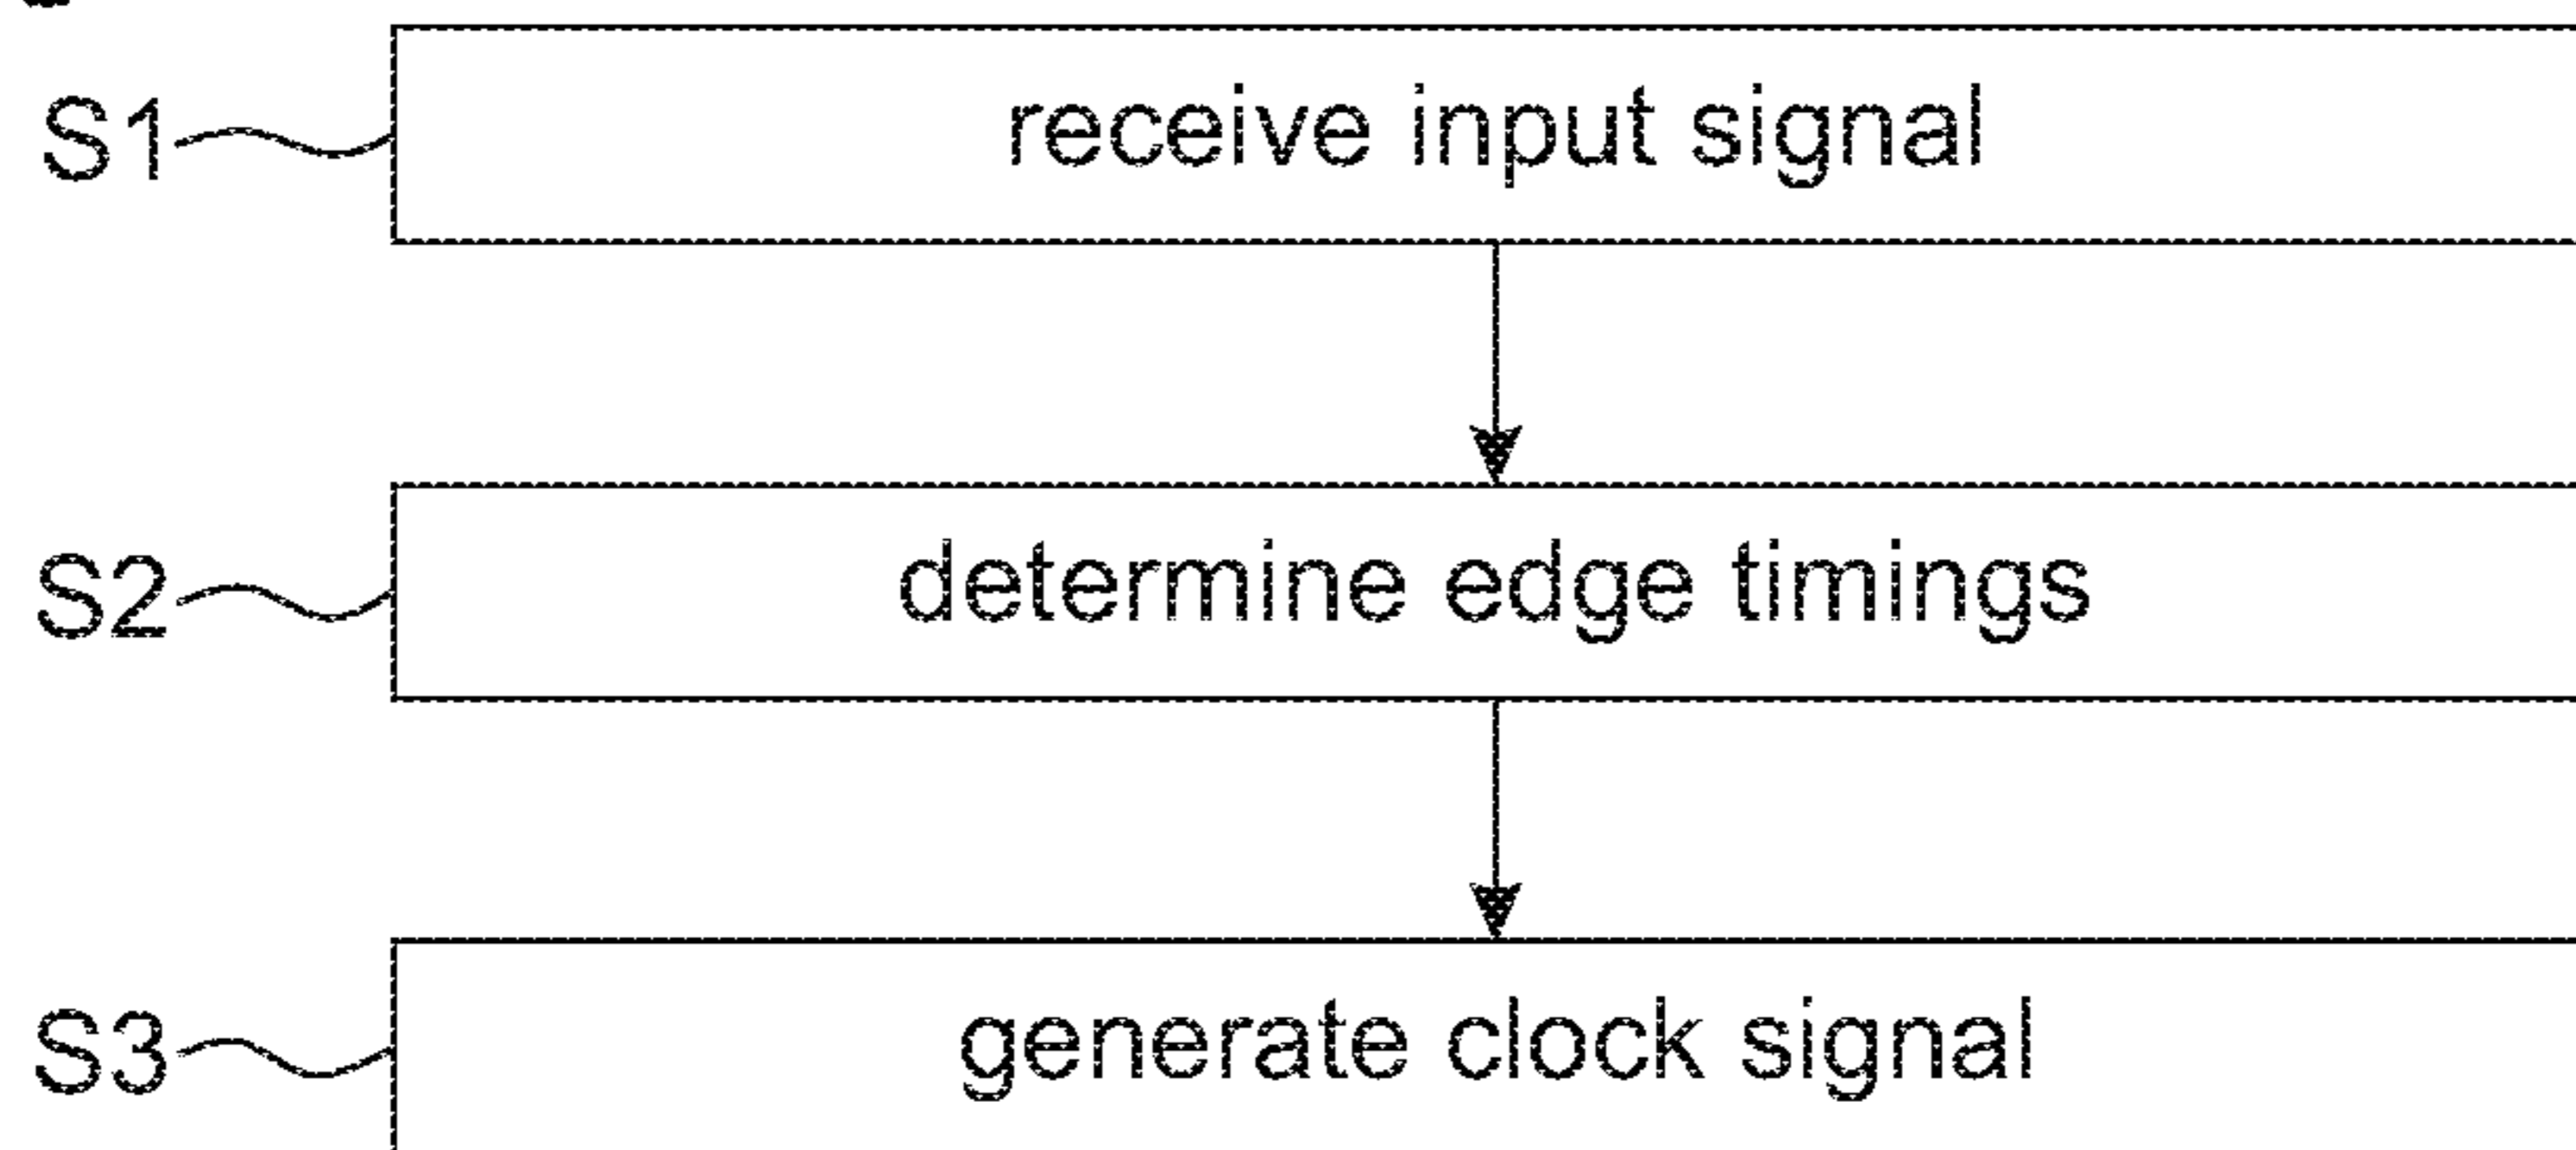 S1 receive input signal
S2 determine edge timings
S3 generate clock signal